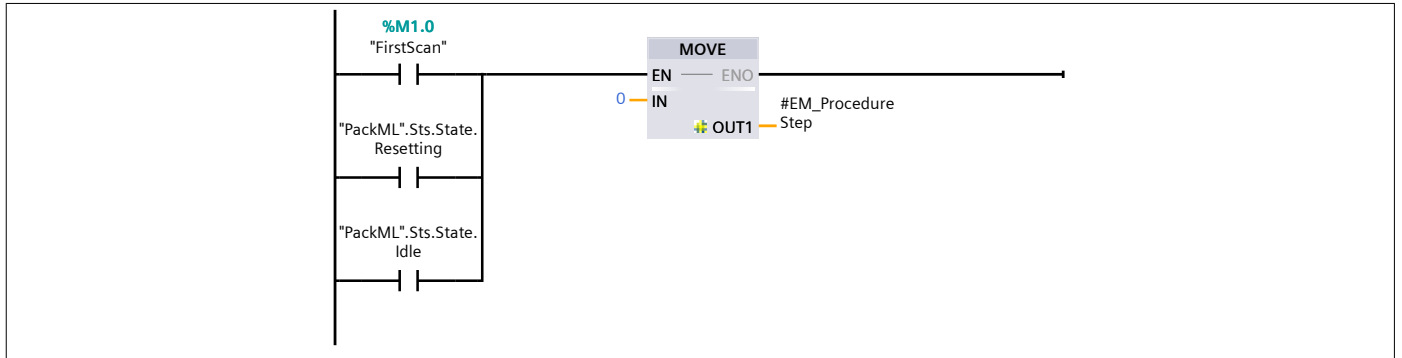 %M1.0
"FirstScan"
MOVE
EN ENO
0 IN
#EM_Procedure
OUT1 Step
"PackML".Sts.State.
Resetting
"PackML".Sts.State.
Idle